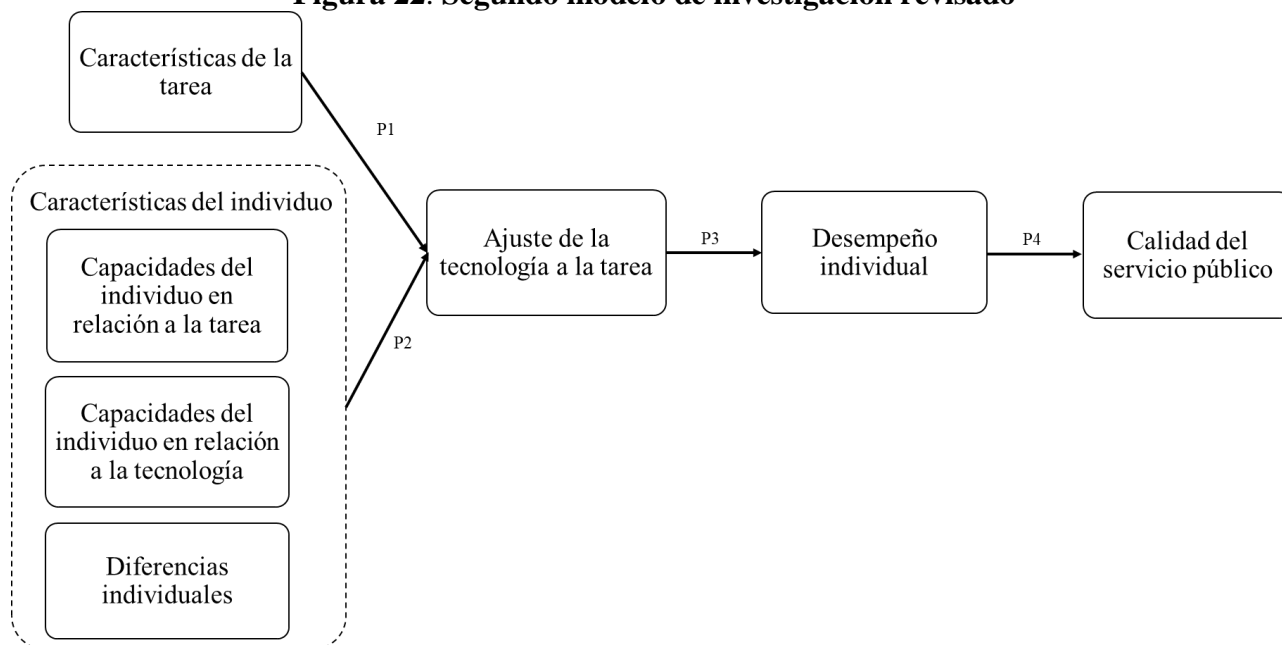 Figura 22. Segundo modelo de investigación revisado
Características de la
tarea
P1
Características del individuo
Capacidades del
individuo en
relación a la tarea
Capacidades del
individuo en relación
a la tecnología
Diferencias
individuales
P2
Ajuste de la
tecnología a la tarea
P3
Desempeño
individual
P4
Calidad del
servicio público